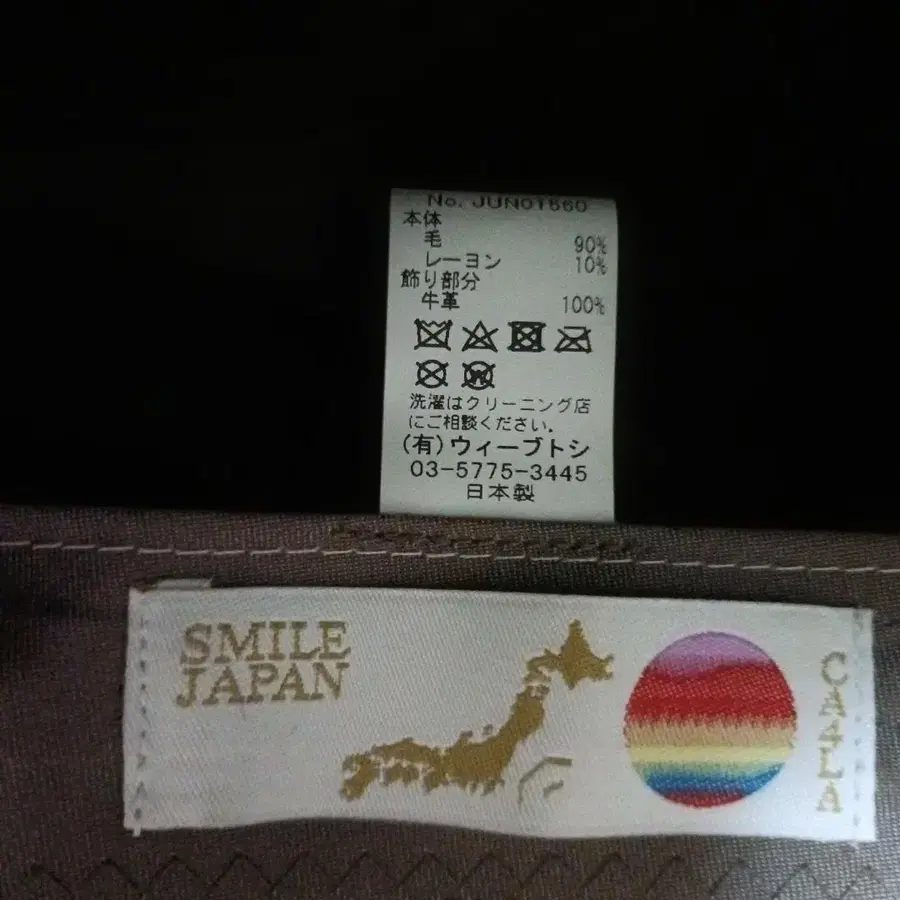 No. JUN01860
本体
毛 90%
レーヨン 10%
飾り部分
牛革 100%
洗濯はクリーニング店
にご相談ください。
(有)ウィーブトシ
03-5775-3445
日本製
SMILE
JAPAN
CA4LA